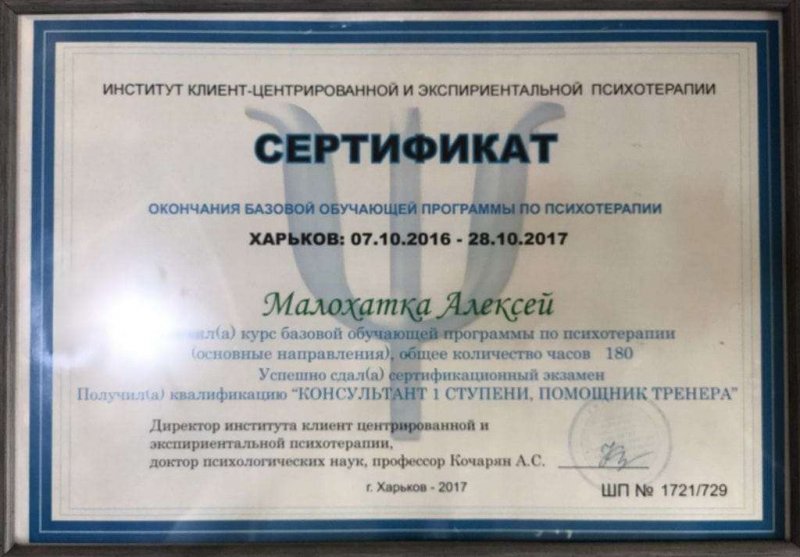 ИНСТИТУТ КЛИЕНТ-ЦЕНТРИРОВАННОЙ И ЭКСПИРИЕНТАЛЬНОЙ ПСИХОТЕРАПИИ
СЕРТИФИКАТ
ОКОНЧАНИЯ БАЗОВОЙ ОБУЧАЮЩЕЙ ПРОГРАММЫ ПО ПСИХОТЕРАПИИ
ХАРЬКОВ: 07.10.2016 - 28.10.2017
Малохатка Алексей
курс базовой обучающей программы по психотерапии
(основные направления), общее количество часов 180
Успешно сдал(а) сертификационный экзамен
Получил(а) квалификацию “КОНСУЛЬТАНТ 1 СТУПЕНИ, ПОМОЩНИК ТРЕНЕРА”
Директор института клиент центрированной и
экспириентальной психотерапии,
доктор психологических наук, профессор Кочарян А.С.
г. Харьков - 2017
ШП № 1721/729